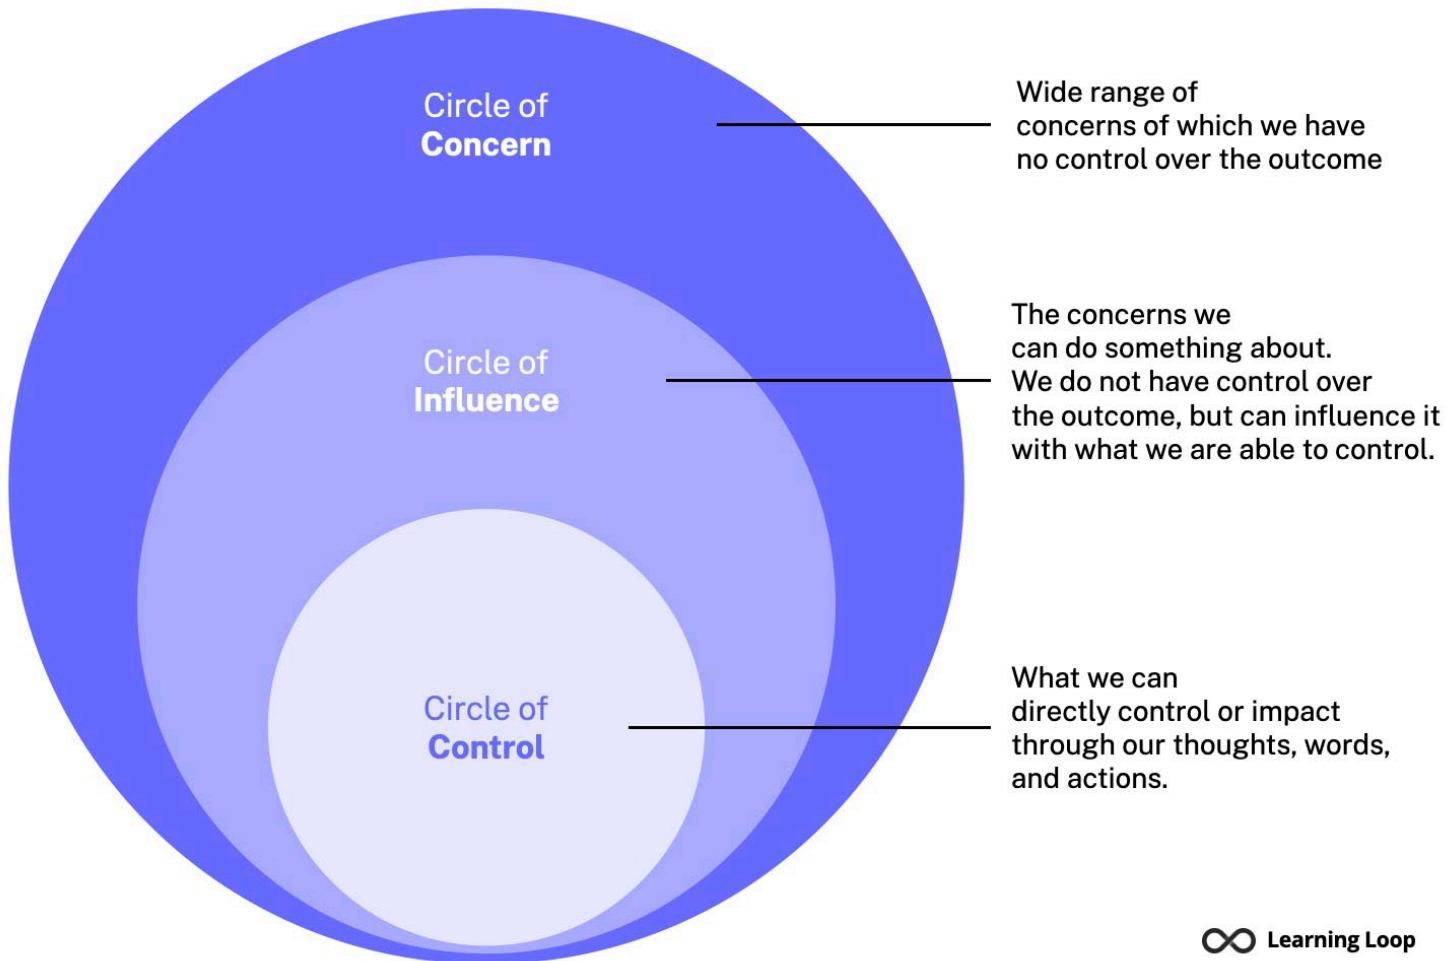 Circle of
Concern
Wide range of
concerns of which we have
no control over the outcome
Circle of
Influence
The concerns we
can do something about.
We do not have control over
the outcome, but can influence it
with what we are able to control.
Circle of
Control
What we can
directly control or impact
through our thoughts, words,
and actions.
Learning Loop